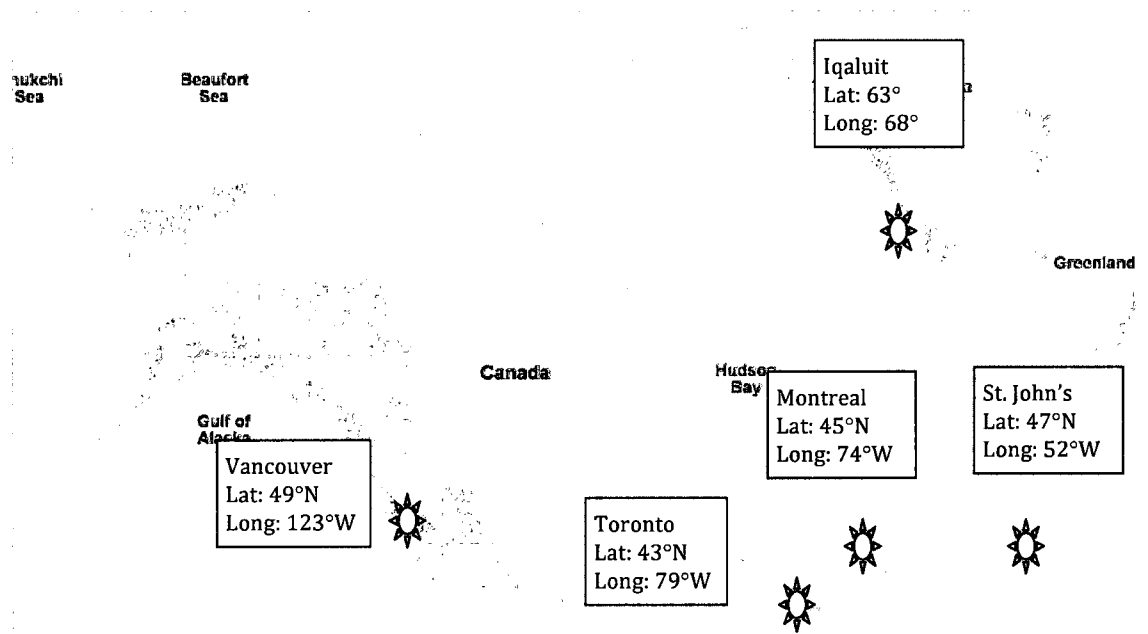 Sea
Beaufort
Sea
Iqaluit
Lat: 63°
Long: 68°
Greenland
Canada
Hudson
Bay
Gulf of
Alaska
Montreal
Lat: 45°N
Long: 74°W
St. John's
Lat: 47°N
Long: 52°W
Vancouver
Lat: 49°N
Long: 123°W
Toronto
Lat: 43°N
Long: 79°W